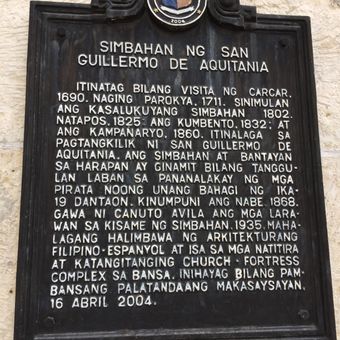 2004
SIMBAHAN NG SAN
GUILLERMO DE AQUITANIA
ITINATAG BILANG VISITA NG CARCAR,
1690. NAGING PAROKYA, 1711. SINIMULAN
ANG KASALUKUYANG SIMBAHAN 1802.
NATAPOS, 1825; ANG KUMBENTO, 1832; AT
ANG KAMPANARYO, 1860. ITINALAGA SA
PAGTANGKILIK NI SAN GUILLERMO DE
AQUITANIA. ANG SIMBAHAN AT BANTAYAN
SA HARAPAN AY GINAMIT BILANG TANGGU-
LAN LABAN SA PANANALAKAY NG MGA
PIRATA NOONG UNANG BAHAGI NG IKA-
19 DANTAON. KINUMPUNI ANG NABE, 1868.
GAWA NI CANUTO AVILA ANG MGA LARA-
WAN SA KISAME NG SIMBAHAN, 1935. MAHA-
LAGANG HALIMBAWA NG ARKITEKTURANG
FILIPINO-ESPANYOL AT ISA SA MGA NATITIRA
AT KATANGITANGING CHURCH-FORTRESS
COMPLEX SA BANSA. INIHAYAG BILANG PAM-
BANSANG PALATANDAANG MAKASAYSAYAN,
16 ABRIL 2004.